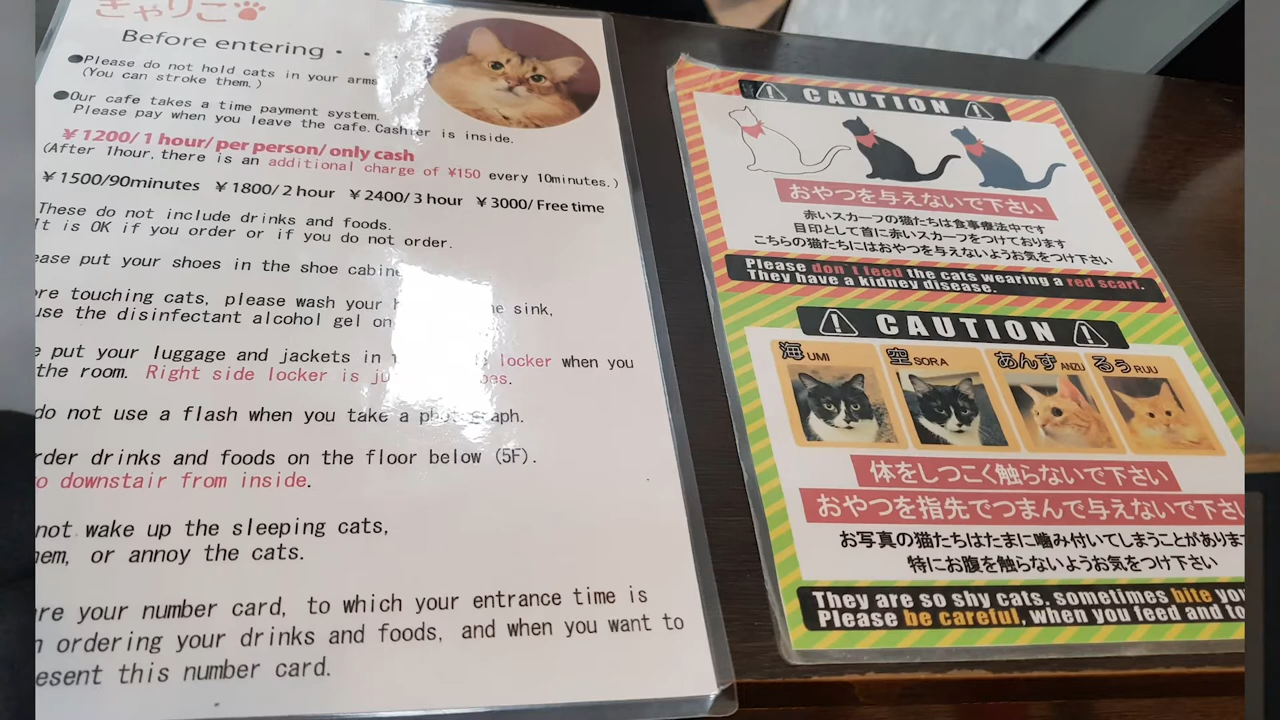 きゃりこ
Before entering・・
●Please do not hold cats in your arms
(You can stroke them.)
●Our cafe takes a time payment system.
Please pay when you leave the cafe. Cashier is inside.
¥1200/ 1 hour/ per person/ only cash
(After 1hour, there is an additional charge of ¥150 every 10minutes.)
¥1500/90minutes ¥1800/2 hour ¥2400/3 hour ¥3000/Free time
These do not include drinks and foods.
It is OK if you order or if you do not order.
ease put your shoes in the shoe cabine
re touching cats, please wash your h e sink,
use the disinfectant alcohol gel on
put your luggage and jackets in locker when you
the room. Right side locker is ju es.
do not use a flash when you take a photograph.
rder drinks and foods on the floor below (5F).
o downstair from inside.
not wake up the sleeping cats,
em, or annoy the cats.
re your number card, to which your entrance time is
n ordering your drinks and foods, and when you want to
esent this number card.
CAUTION
おやつを与えないで下さい
赤いスカーフの猫たちは食事療法中です
目印として首に赤いスカーフをつけております
こちらの猫たちにはおやつを与えないようお気をつけ下さい
Please don't feed the cats wearing a red scarf.
They have a kidney disease.
CAUTION
海 UMI 空 SORA あんず ANZU るぅ RUU
体をしつこく触らないで下さい
おやつを指先でつまんで与えないで下さい
お写真の猫たちはたまに噛み付いてしまうことがありま
特にお腹を触らないようお気をつけ下さい
They are so shy cats, sometimes bite you
Please be careful, when you feed and to